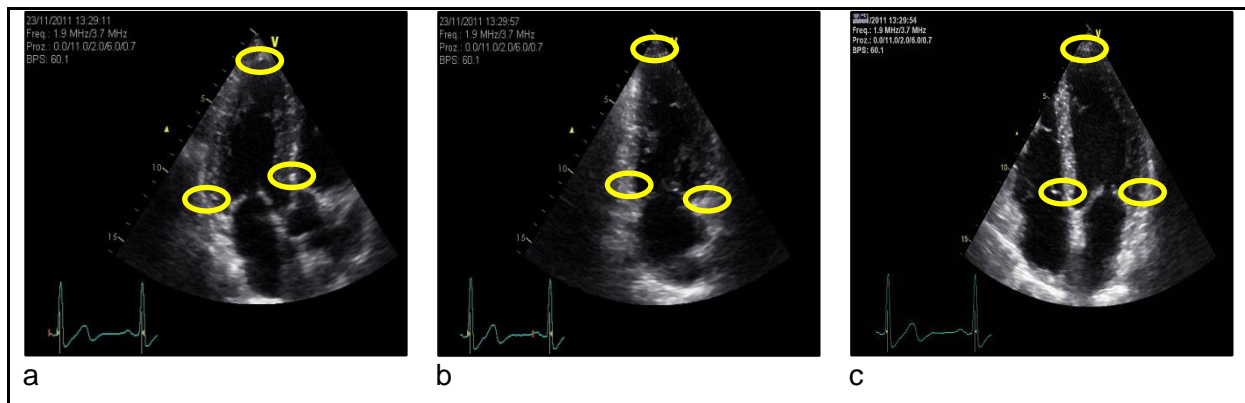 23/11/2011 13:29:11
Freq.: 1.9 MHz/3.7 MHz
Proz.: 0.0/11.0/2.0/6.0/0.7
BPS: 60.1
V
5
10
15
a
23/11/2011 13:29:57
Freq.: 1.9 MHz/3.7 MHz
Proz.: 0.0/11.0/2.0/6.0/0.7
BPS: 60.1
5
10
15
b
/2011 13:29:54
Freq.: 1.9 MHz/3.7 MHz
Proz.: 0.0/11.0/2.0/6.0/0.7
BPS: 60.1
V
5
10
15
c